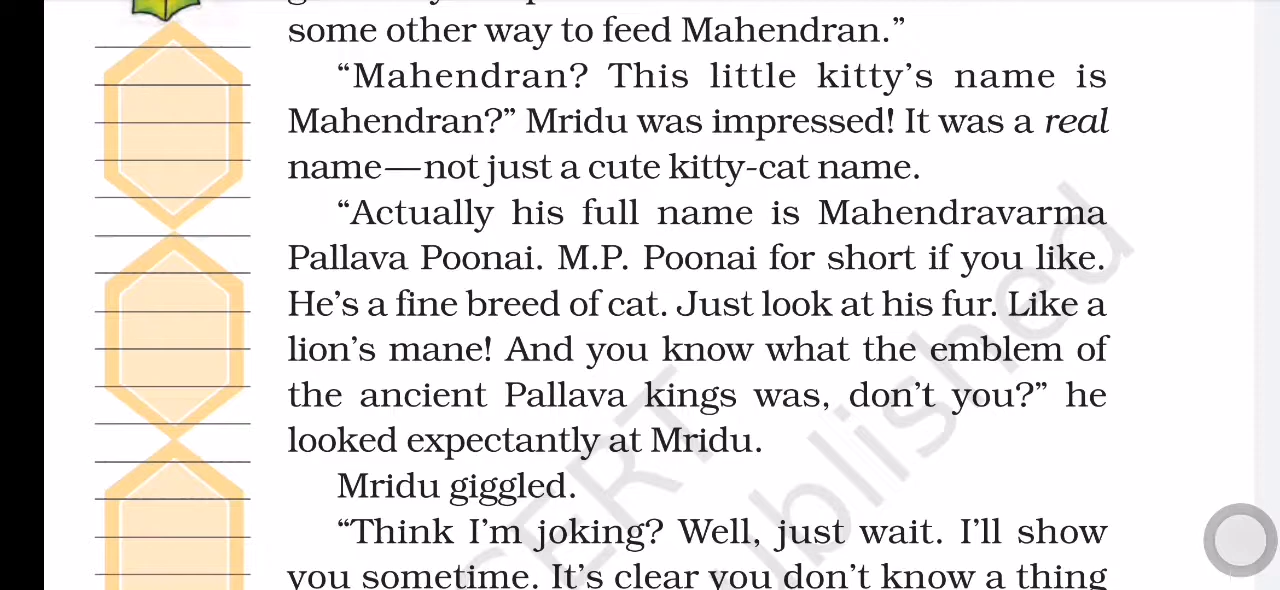 some other way to feed Mahendran.”
“Mahendran? This little kitty’s name is
Mahendran?” Mridu was impressed! It was a real
name—not just a cute kitty-cat name.
“Actually his full name is Mahendravarma
Pallava Poonai. M.P. Poonai for short if you like.
He’s a fine breed of cat. Just look at his fur. Like a
lion’s mane! And you know what the emblem of
the ancient Pallava kings was, don’t you?” he
looked expectantly at Mridu.
Mridu giggled.
“Think I’m joking? Well, just wait. I’ll show
you sometime. It’s clear you don’t know a thing